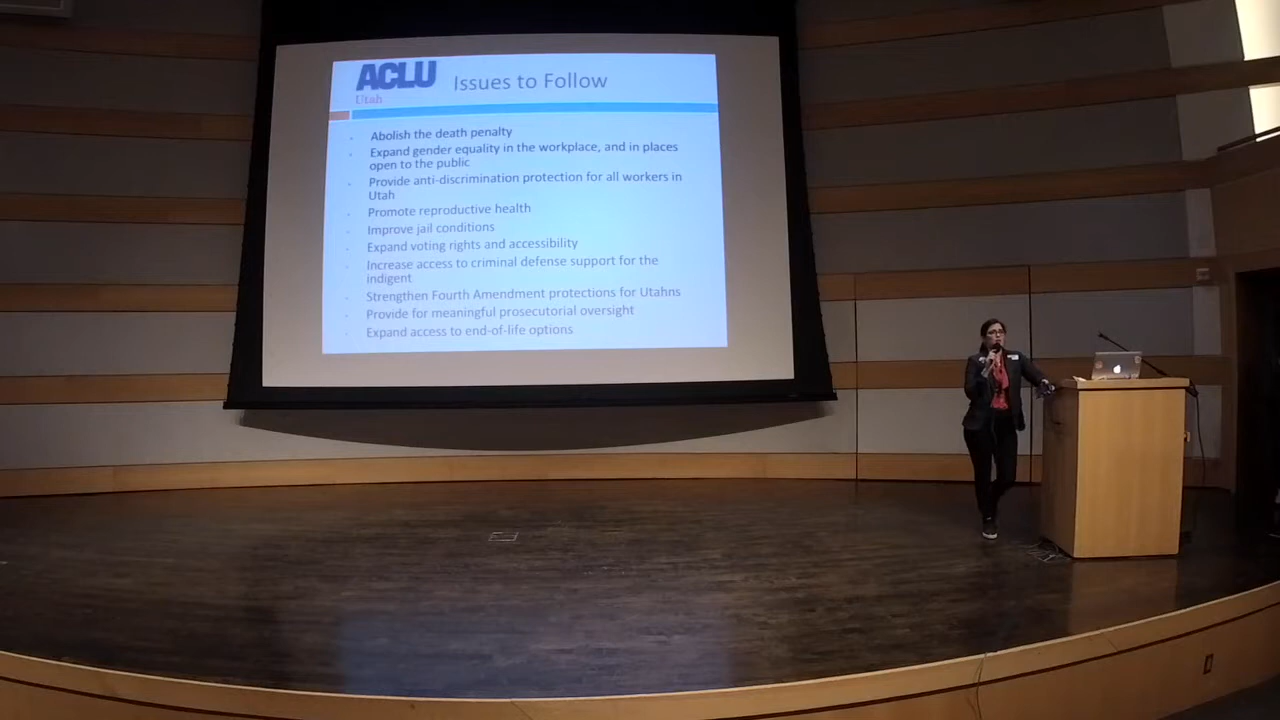 ACLU
Utah
Issues to Follow
Abolish the death penalty
Expand gender equality in the workplace, and in places
open to the public
Provide anti-discrimination protection for all workers in
Utah
Promote reproductive health
Improve jail conditions
Expand voting rights and accessibility
Increase access to criminal defense support for the
indigent
Strengthen Fourth Amendment protections for Utahns
Provide for meaningful prosecutorial oversight
Expand access to end-of-life options